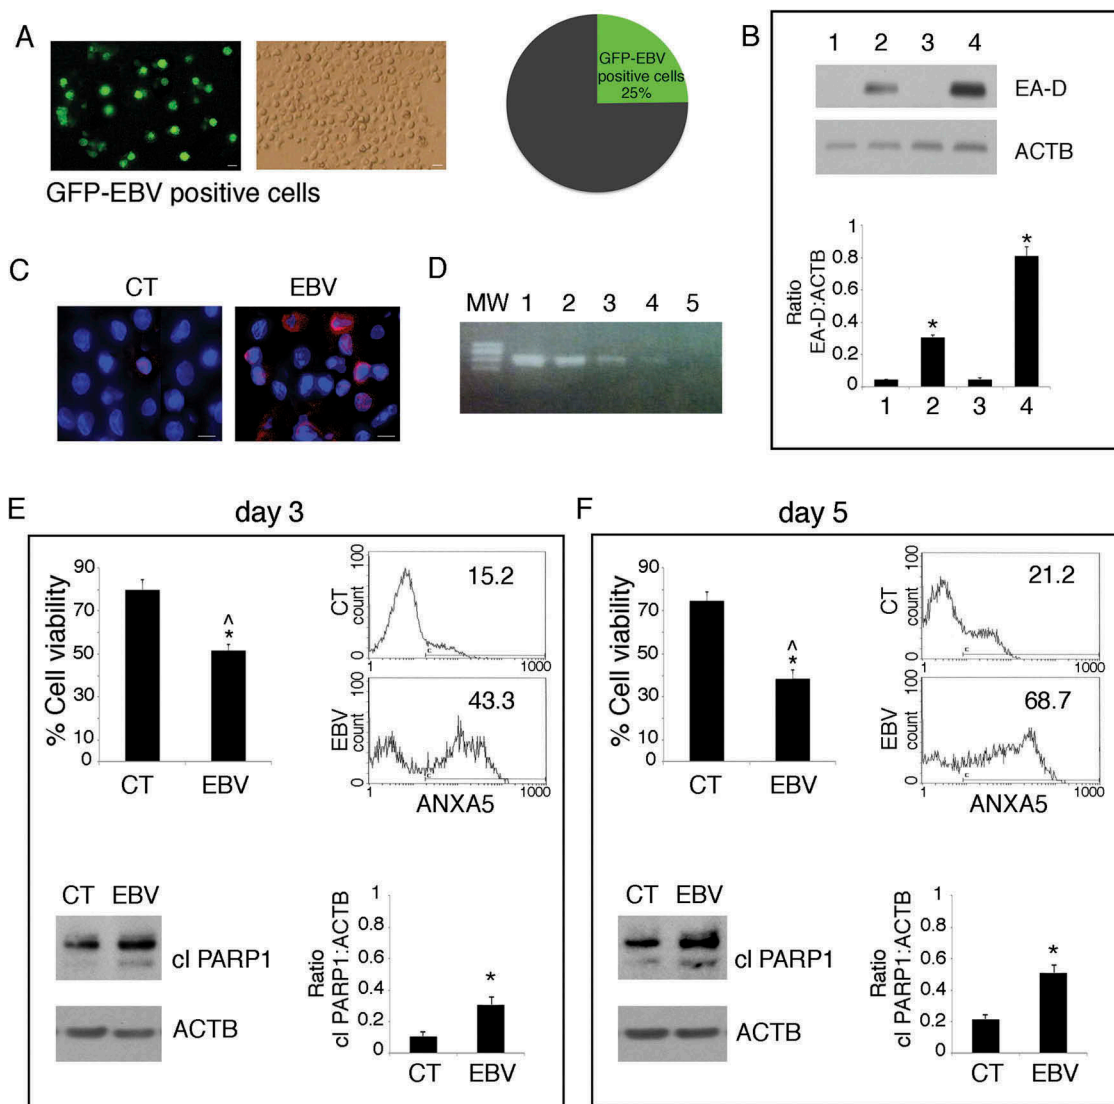 A
GFP-EBV positive cells
GFP-EBV
positive cells
25%
B
1 2 3 4
EA-D
ACTB
Ratio
EA-D:ACTB
1
0.8
0.6
0.4
0.2
0
*
*
1 2 3 4
C
CT EBV
D
MW 1 2 3 4 5
E
day 3
% Cell viability
90
70
50
30
10
0
^
*
CT EBV
CT
count
100
0
15.2
c
1 1000
EBV
count
100
0
43.3
c
1 1000
ANXA5
CT EBV
cl PARP1
ACTB
Ratio
cl PARP1:ACTB
1
0.8
0.6
0.4
0.2
0
*
CT EBV
F
day 5
% Cell viability
90
70
50
30
10
0
^
*
CT EBV
CT
count
100
0
21.2
c
1 1000
EBV
count
100
0
68.7
c
1 1000
ANXA5
CT EBV
cl PARP1
ACTB
Ratio
cl PARP1:ACTB
1
0.8
0.6
0.4
0.2
0
*
CT EBV